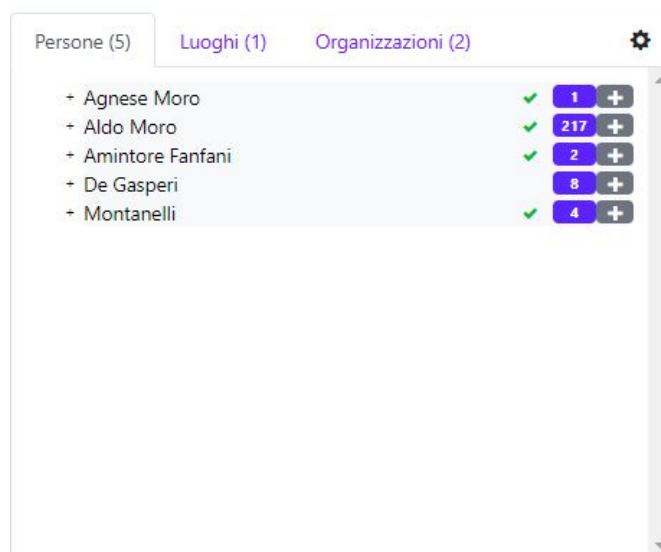 Persone (5) Luoghi (1) Organizzazioni (2)
+ Agnese Moro 1 +
+ Aldo Moro 217 +
+ Amintore Fanfani 2 +
+ De Gasperi 8 +
+ Montanelli 4 +